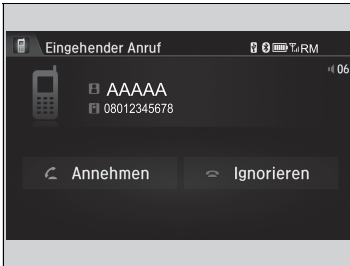 Eingehender Anruf RM
06
AAAAA
08012345678
Annehmen Ignorieren